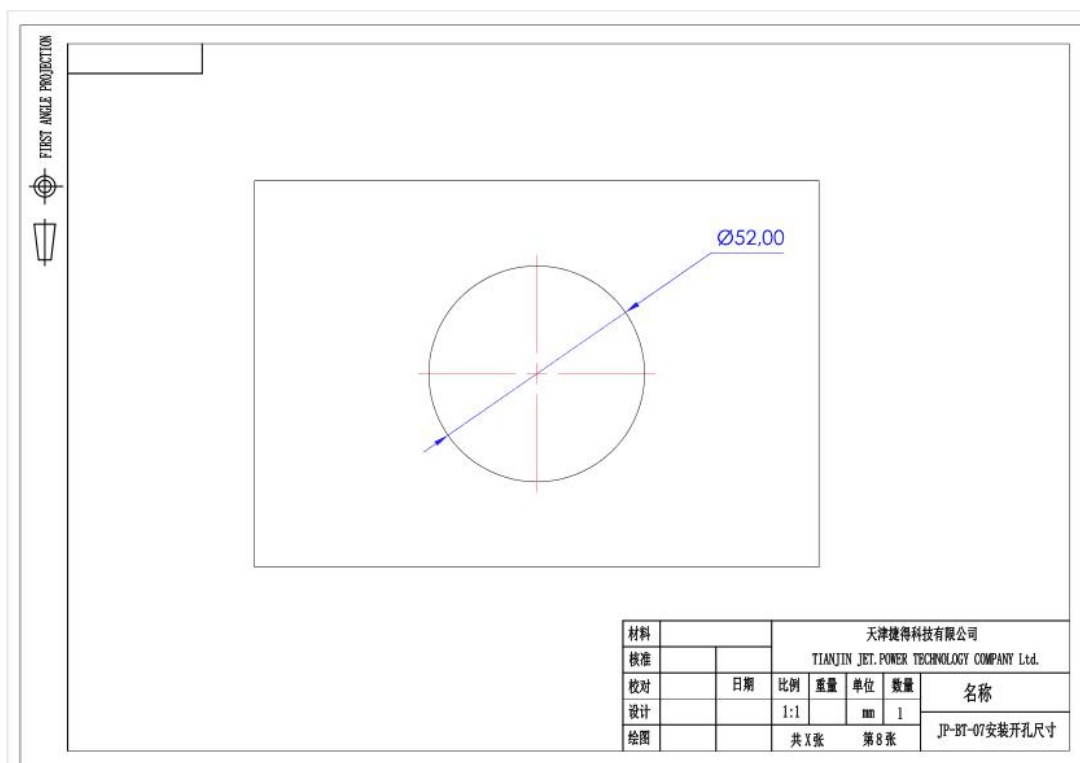 FIRST ANGLE PROJECTION
Ø52,00
材料
天津捷得科技有限公司
核准
TIANJIN JET.POWER TECHNOLOGY COMPANY Ltd.
校对
日期
比例
重量
单位
数量
名称
设计
1:1
mm
1
绘图
共X张
第8张
JP-BT-07安装开孔尺寸